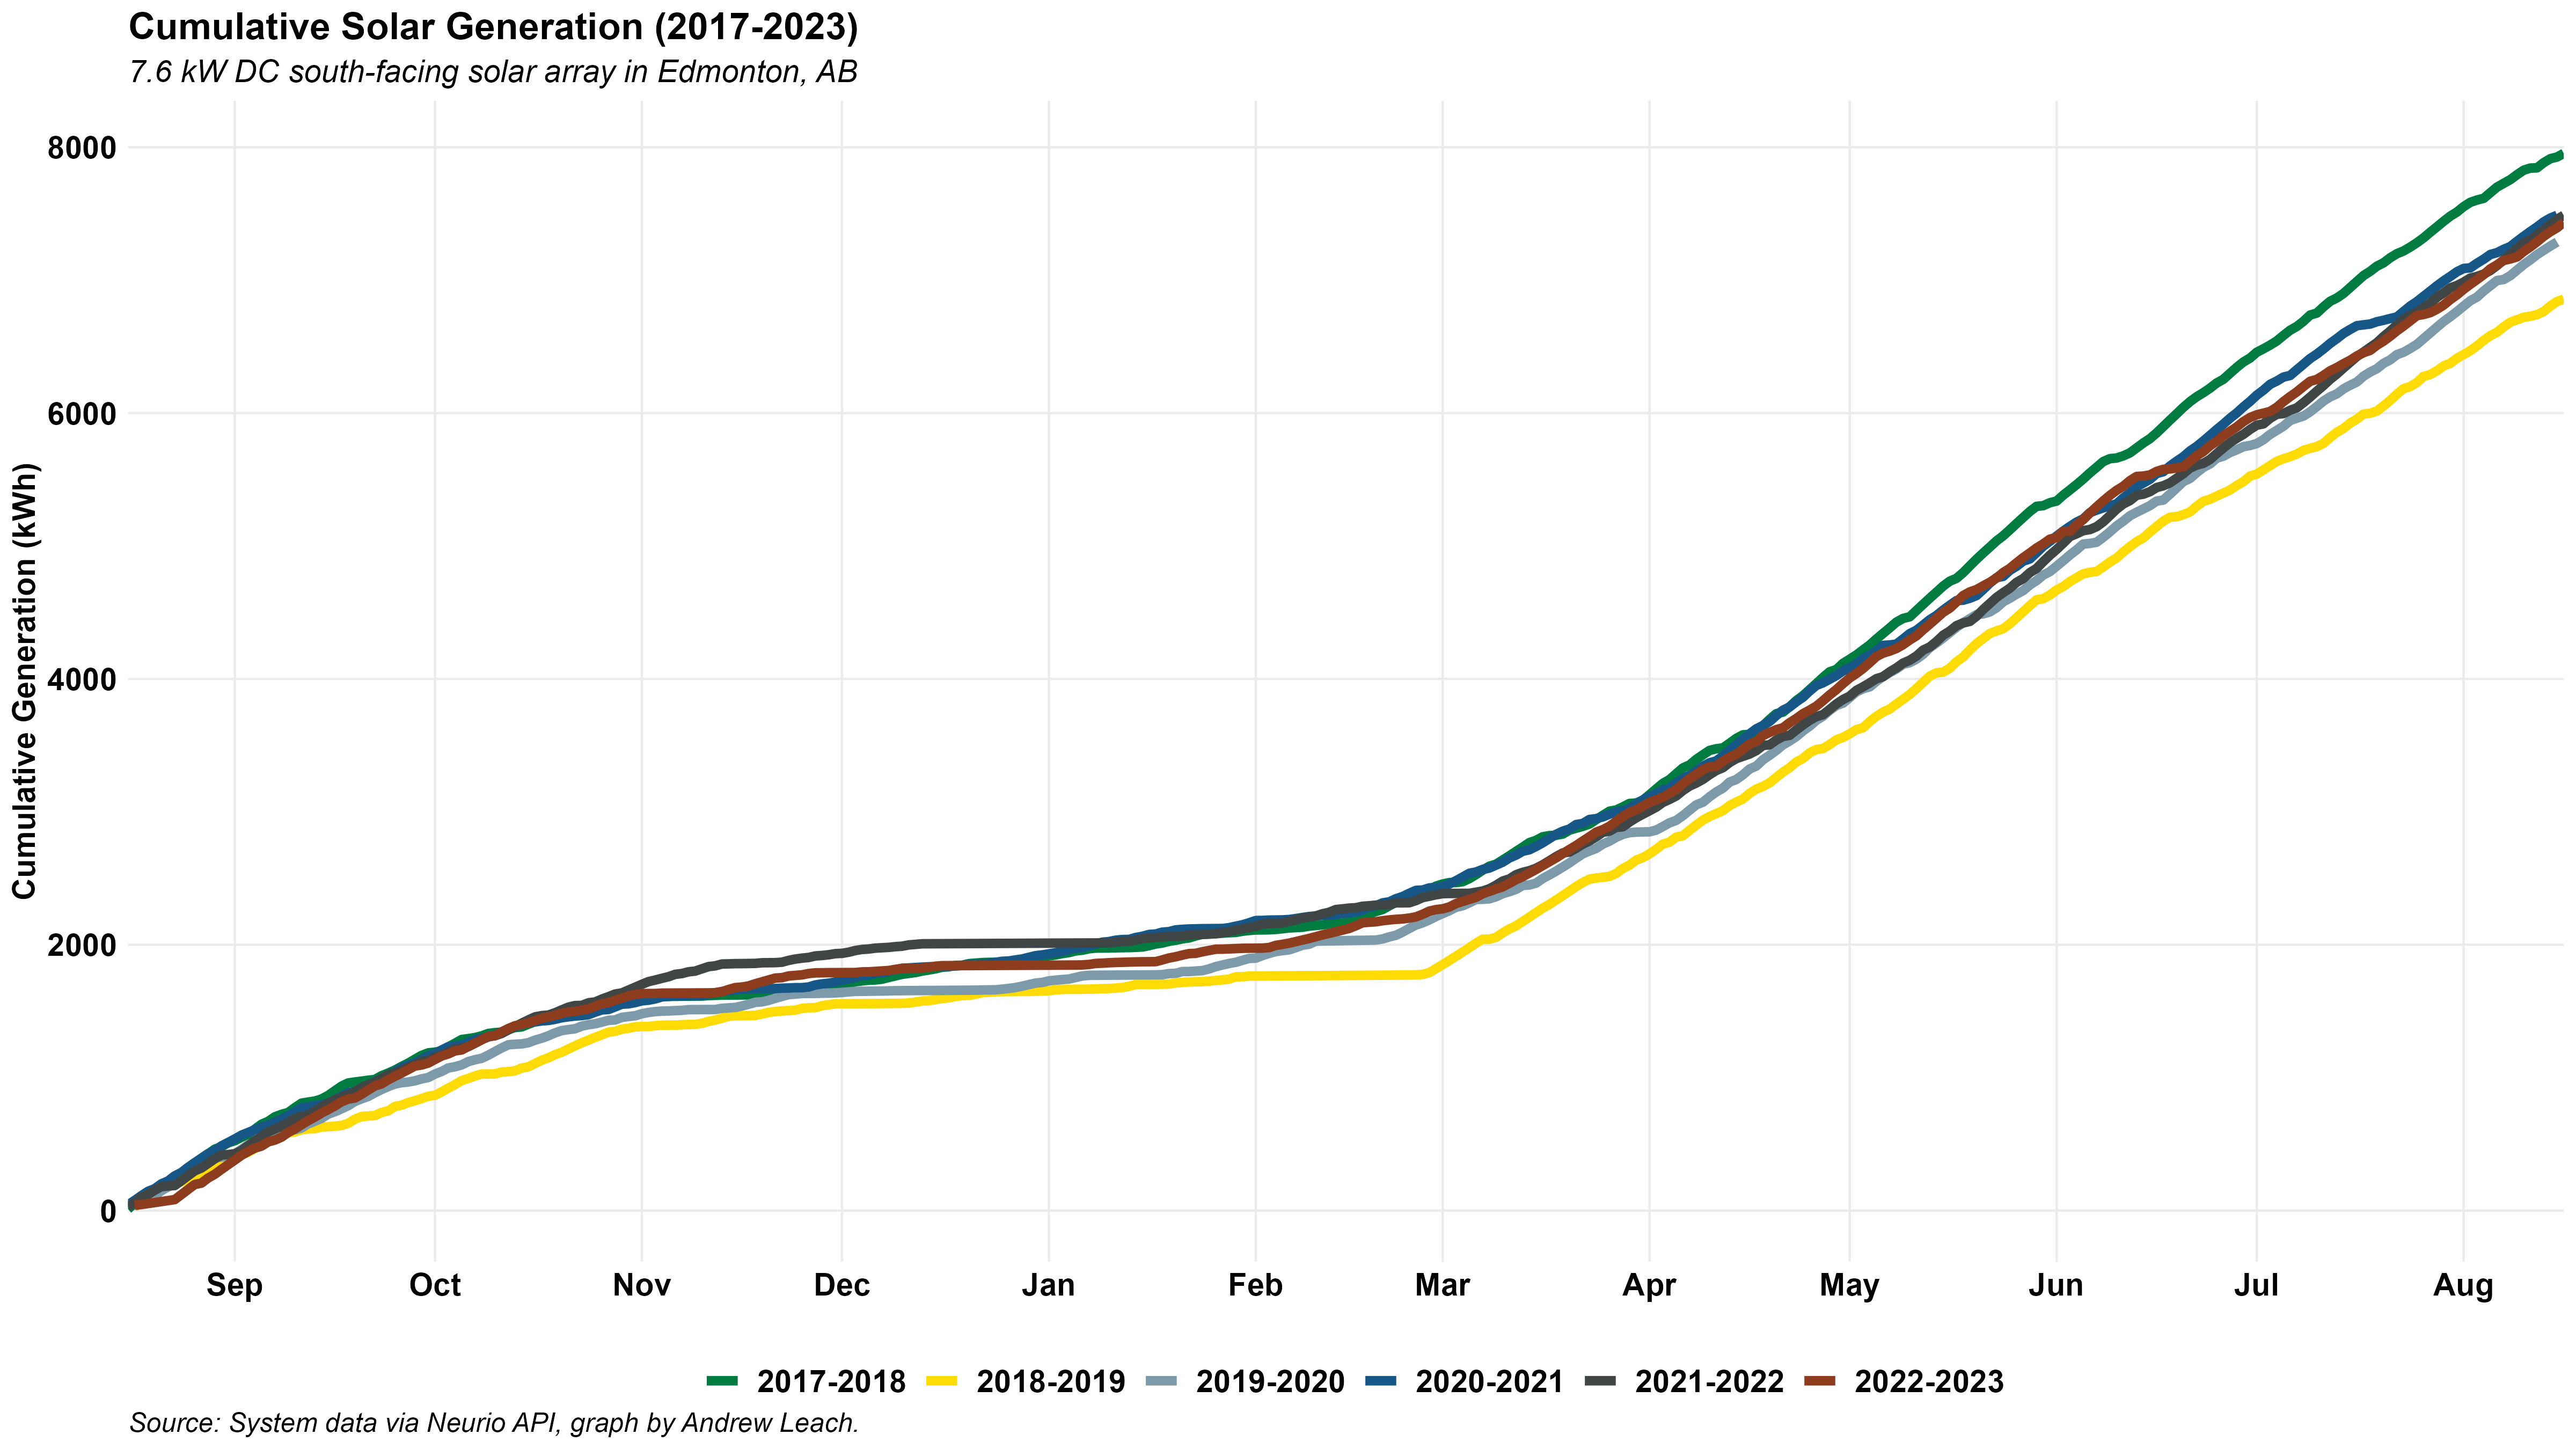 Cumulative Solar Generation (2017-2023)
7.6 kW DC south-facing solar array in Edmonton, AB
Cumulative Generation (kWh)
8000
6000
4000
2000
0
Sep Oct Nov Dec Jan Feb Mar Apr May Jun Jul Aug
2017-2018 2018-2019 2019-2020 2020-2021 2021-2022 2022-2023
Source: System data via Neurio API, graph by Andrew Leach.